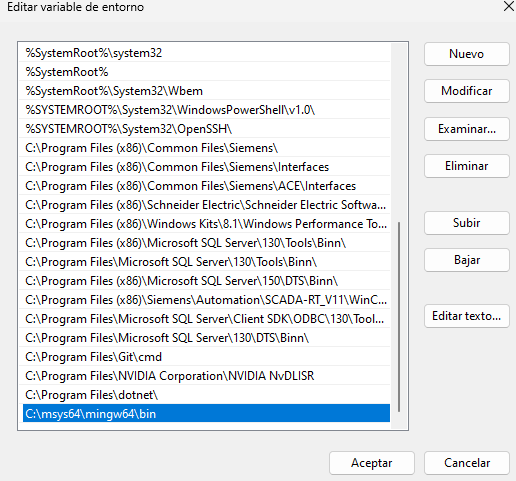 Editar variable de entorno
%SystemRoot%\system32
%SystemRoot%
%SystemRoot%\System32\Wbem
%SYSTEMROOT%\System32\WindowsPowerShell\v1.0\
%SYSTEMROOT%\System32\OpenSSH\
C:\Program Files (x86)\Common Files\Siemens\
C:\Program Files (x86)\Common Files\Siemens\Interfaces
C:\Program Files (x86)\Common Files\Siemens\ACE\Interfaces
C:\Program Files (x86)\Schneider Electric\Schneider Electric Softwa...
C:\Program Files (x86)\Windows Kits\8.1\Windows Performance To...
C:\Program Files (x86)\Microsoft SQL Server\130\Tools\Binn\
C:\Program Files\Microsoft SQL Server\130\Tools\Binn\
C:\Program Files (x86)\Microsoft SQL Server\150\DTS\Binn\
C:\Program Files (x86)\Siemens\Automation\SCADA-RT_V11\WinC...
C:\Program Files\Microsoft SQL Server\Client SDK\ODBC\130\Tool...
C:\Program Files\Microsoft SQL Server\130\DTS\Binn\
C:\Program Files\Git\cmd
C:\Program Files\NVIDIA Corporation\NVIDIA NvDLISR
C:\Program Files\dotnet\
C:\msys64\mingw64\bin
Nuevo
Modificar
Examinar...
Eliminar
Subir
Bajar
Editar texto...
Aceptar
Cancelar